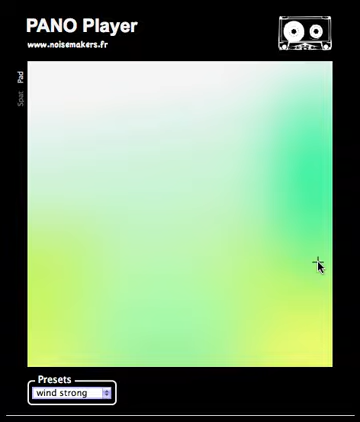 PANO Player
www.noisemakers.fr
Pad
Spat
Presets
wind strong